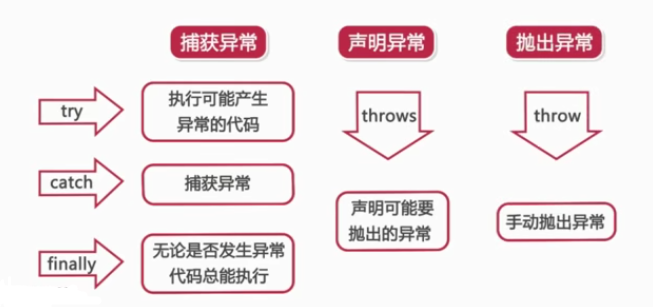 捕获异常
声明异常
抛出异常
try
执行可能产生
异常的代码
throws
throw
catch
捕获异常
声明可能要
抛出的异常
手动抛出异常
finally
无论是否发生异常
代码总能执行